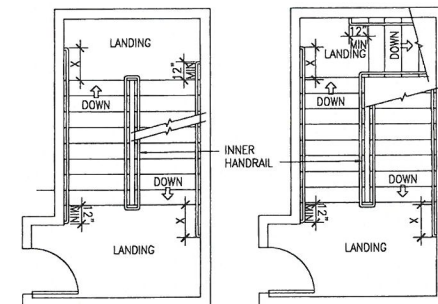 LANDING
X
12"
MIN
DOWN
DOWN
12"
MIN
X
LANDING
INNER
HANDRAIL
12"
MIN
LANDING
DOWN
X
DOWN
DOWN
12"
MIN
X
LANDING